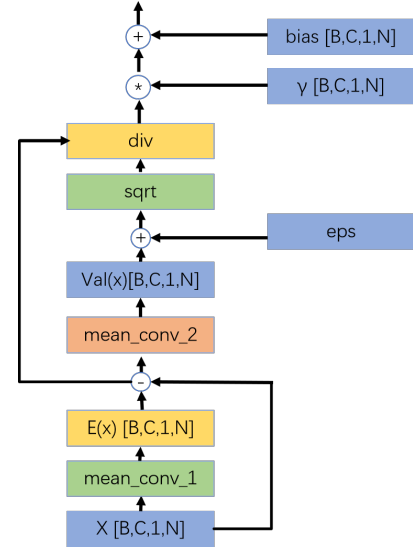 +
bias [B,C,1,N]
*
γ [B,C,1,N]
div
sqrt
+
eps
Val(x)[B,C,1,N]
mean_conv_2
-
E(x) [B,C,1,N]
mean_conv_1
X [B,C,1,N]